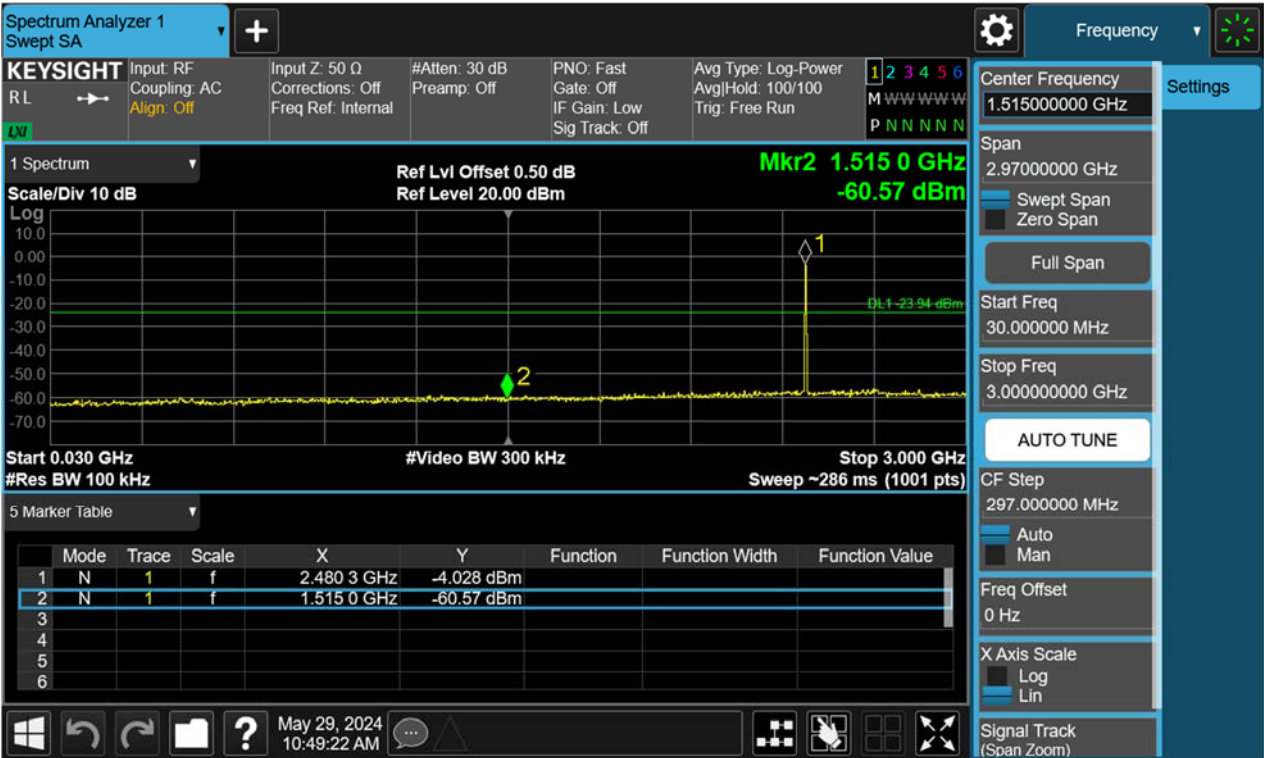 Spectrum Analyzer 1
Swept SA
+
Frequency
KEYSIGHT
R L
LXI
Input: RF
Coupling: AC
Align: Off
Input Z: 50 Ω
Corrections: Off
Freq Ref: Internal
#Atten: 30 dB
Preamp: Off
PNO: Fast
Gate: Off
IF Gain: Low
Sig Track: Off
Avg Type: Log-Power
Avg|Hold: 100/100
Trig: Free Run
1 2 3 4 5 6
M W W W W W
P N N N N N
1 Spectrum
Scale/Div 10 dB
Ref Lvl Offset 0.50 dB
Ref Level 20.00 dBm
Mkr2 1.515 0 GHz
-60.57 dBm
Log
10.0
0.00
-10.0
-20.0
-30.0
-40.0
-50.0
-60.0
-70.0
1
DL1 -23.94 dBm
2
Start 0.030 GHz
#Res BW 100 kHz
#Video BW 300 kHz
Stop 3.000 GHz
Sweep ~286 ms (1001 pts)
5 Marker Table
Mode Trace Scale X Y Function Function Width Function Value
1 N 1 f 2.480 3 GHz -4.028 dBm
2 N 1 f 1.515 0 GHz -60.57 dBm
3
4
5
6
?
May 29, 2024
10:49:22 AM
Center Frequency
1.515000000 GHz
Settings
Span
2.97000000 GHz
Swept Span
Zero Span
Full Span
Start Freq
30.000000 MHz
Stop Freq
3.000000000 GHz
AUTO TUNE
CF Step
297.000000 MHz
Auto
Man
Freq Offset
0 Hz
X Axis Scale
Log
Lin
Signal Track
(Span Zoom)